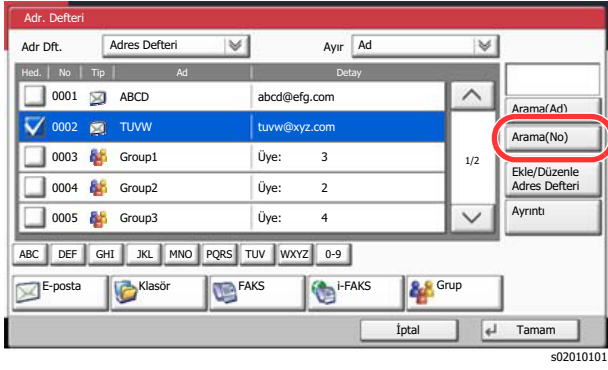 Adr. Defteri
Adr Dft. Adres Defteri Ayır Ad
Hed. No Tip Ad Detay
0001 ABCD abcd@efg.com
0002 TUVW tuvw@xyz.com
0003 Group1 Üye: 3
0004 Group2 Üye: 2
0005 Group3 Üye: 4
1/2
Arama(Ad)
Arama(No)
Ekle/Düzenle
Adres Defteri
Ayrıntı
ABC DEF GHI JKL MNO PQRS TUV WXYZ 0-9
E-posta Klasör FAKS i-FAKS Grup
İptal Tamam
s02010101